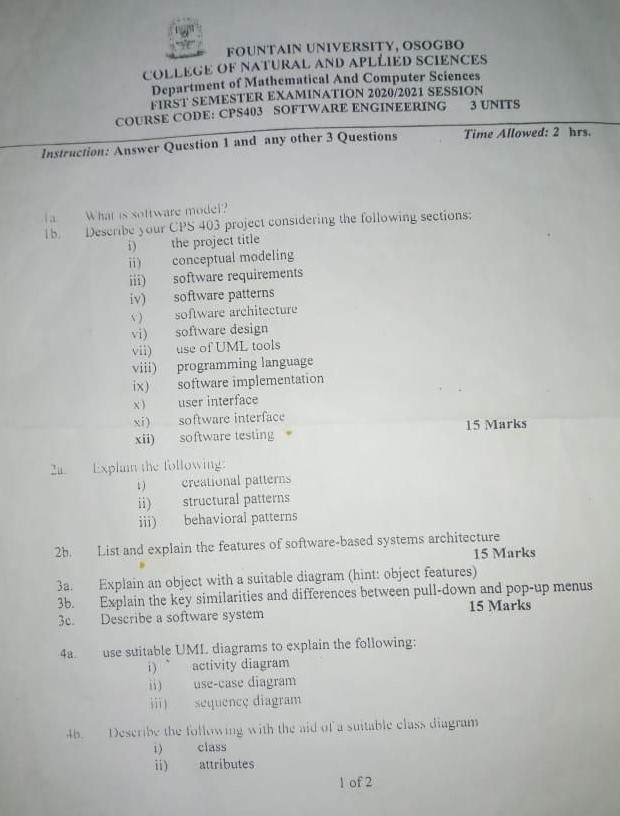 FOUNTAIN UNIVERSITY, OSOGBO
COLLEGE OF NATURAL AND APLLIED SCIENCES
Department of Mathematical And Computer Sciences
FIRST SEMESTER EXAMINATION 2020/2021 SESSION
COURSE CODE: CPS403 SOFTWARE ENGINEERING 3 UNITS
Instruction: Answer Question 1 and any other 3 Questions Time Allowed: 2 hrs.
1a. What is software model?
1b. Describe your CPS 403 project considering the following sections:
i) the project title
ii) conceptual modeling
iii) software requirements
iv) software patterns
v) software architecture
vi) software design
vii) use of UML tools
viii) programming language
ix) software implementation
x) user interface
xi) software interface
xii) software testing 15 Marks
2a. Explain the following:
i) creational patterns
ii) structural patterns
iii) behavioral patterns
2b. List and explain the features of software-based systems architecture
15 Marks
3a. Explain an object with a suitable diagram (hint: object features)
3b. Explain the key similarities and differences between pull-down and pop-up menus
3c. Describe a software system 15 Marks
4a. use suitable UML diagrams to explain the following:
i) activity diagram
ii) use-case diagram
iii) sequence diagram
4b. Describe the following with the aid of a suitable class diagram
i) class
ii) attributes
1 of 2